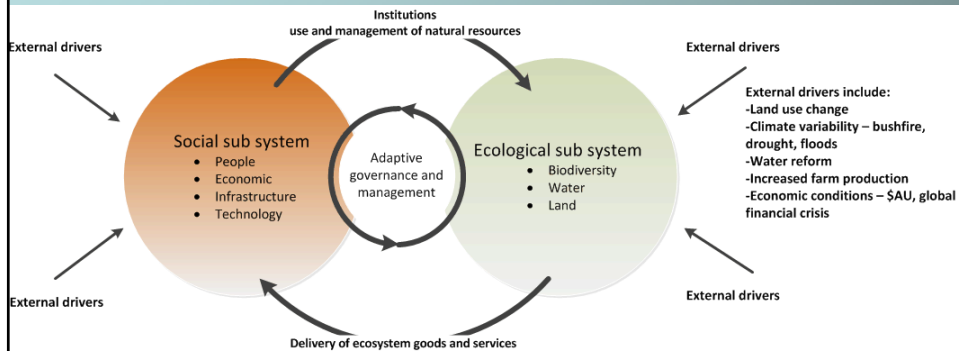 Institutions
use and management of natural resources
External drivers
External drivers
Social sub system
• People
• Economic
• Infrastructure
• Technology
Adaptive
governance and
management
Ecological sub system
• Biodiversity
• Water
• Land
External drivers include:
-Land use change
-Climate variability – bushfire,
drought, floods
-Water reform
-Increased farm production
-Economic conditions – $AU, global
financial crisis
External drivers
External drivers
Delivery of ecosystem goods and services